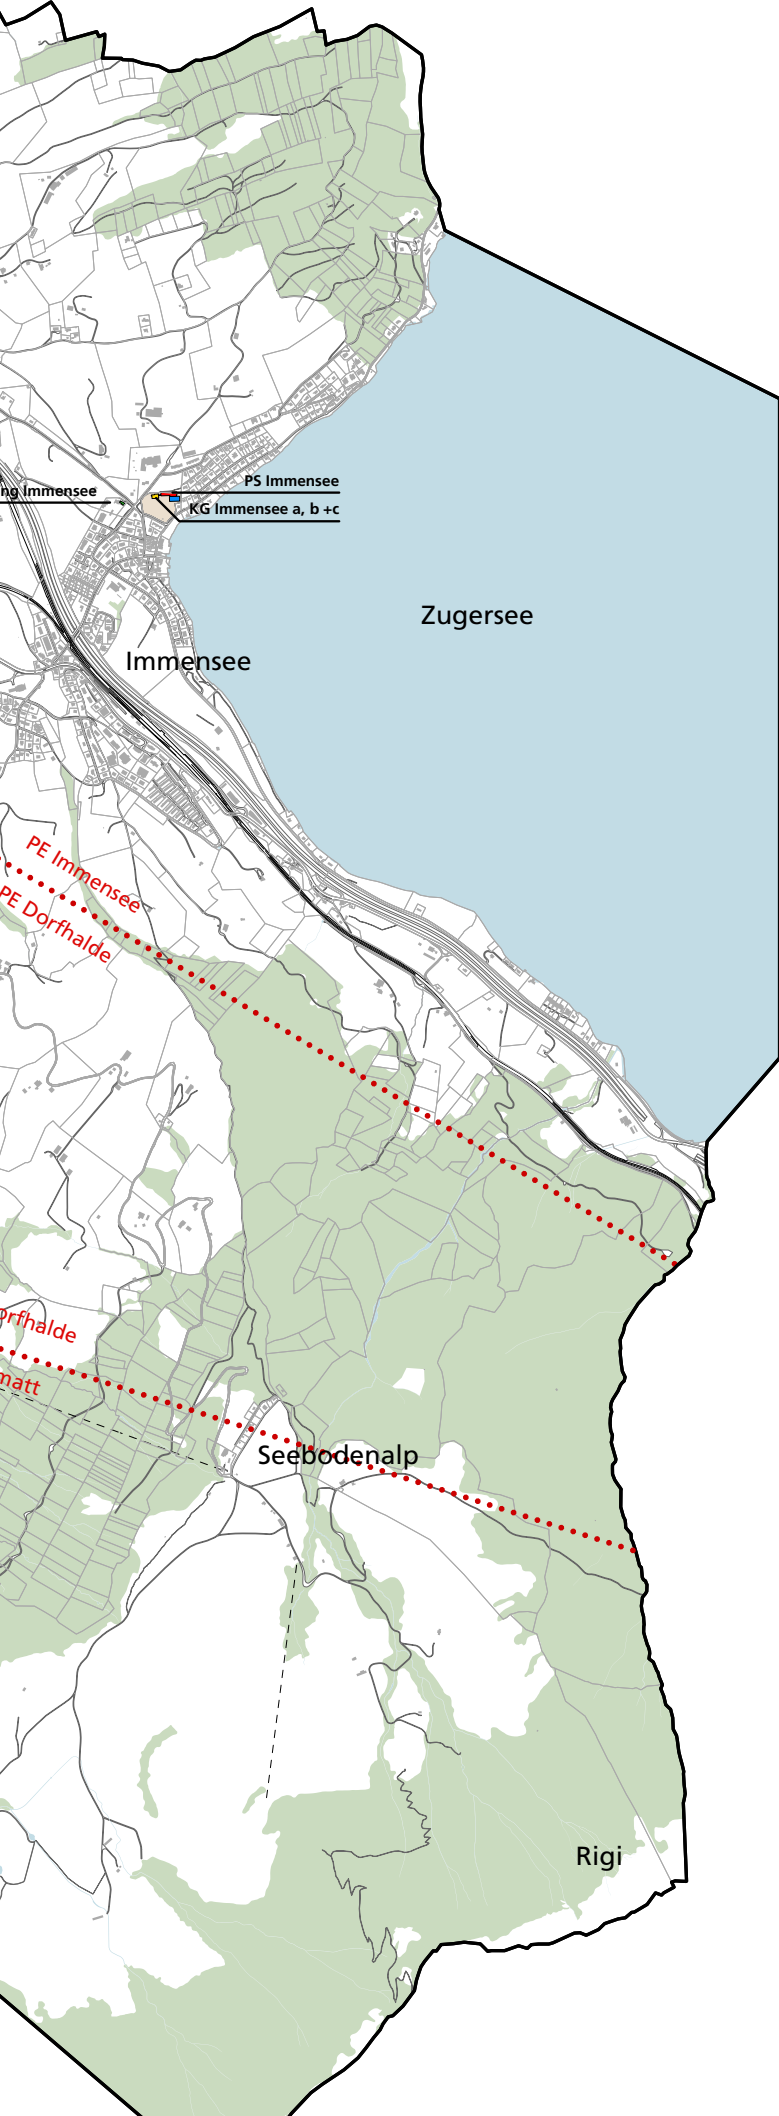 PS Immensee
ng Immensee
KG Immensee a, b +c
Zugersee
Immensee
PE Immensee
PE Dorfhalde
orfhalde
matt
Seebodenalp
Rigi